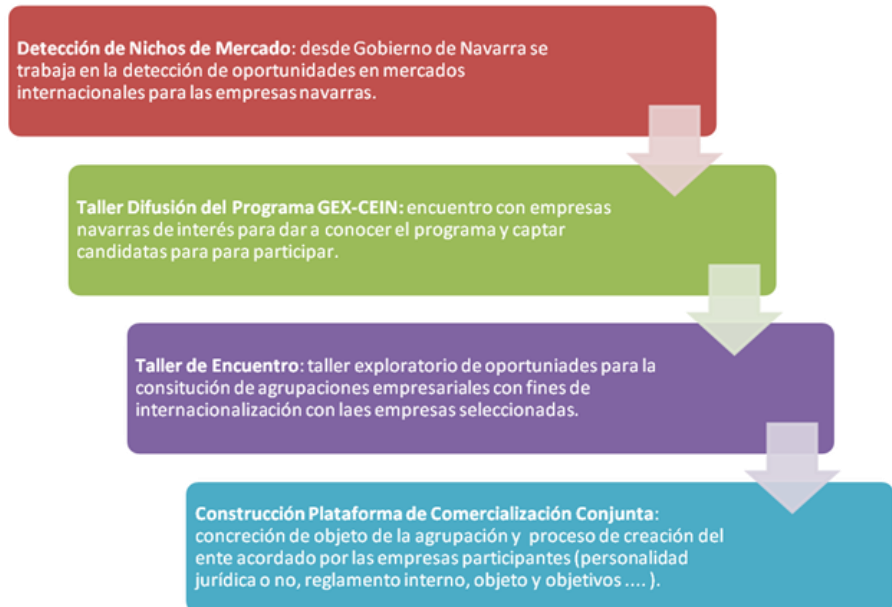 Detección de Nichos de Mercado: desde Gobierno de Navarra se
trabaja en la detección de oportunidades en mercados
internacionales para las empresas navarras.
Taller Difusión del Programa GEX-CEIN: encuentro con empresas
navarras de interés para dar a conocer el programa y captar
candidatas para para participar.
Taller de Encuentro: taller exploratorio de oportuniades para la
consitución de agrupaciones empresariales con fines de
internacionalización con laes empresas seleccionadas.
Construcción Plataforma de Comercialización Conjunta:
concreción de objeto de la agrupación y proceso de creación del
ente acordado por las empresas participantes (personalidad
jurídica o no, reglamento interno, objeto y objetivos .... ).